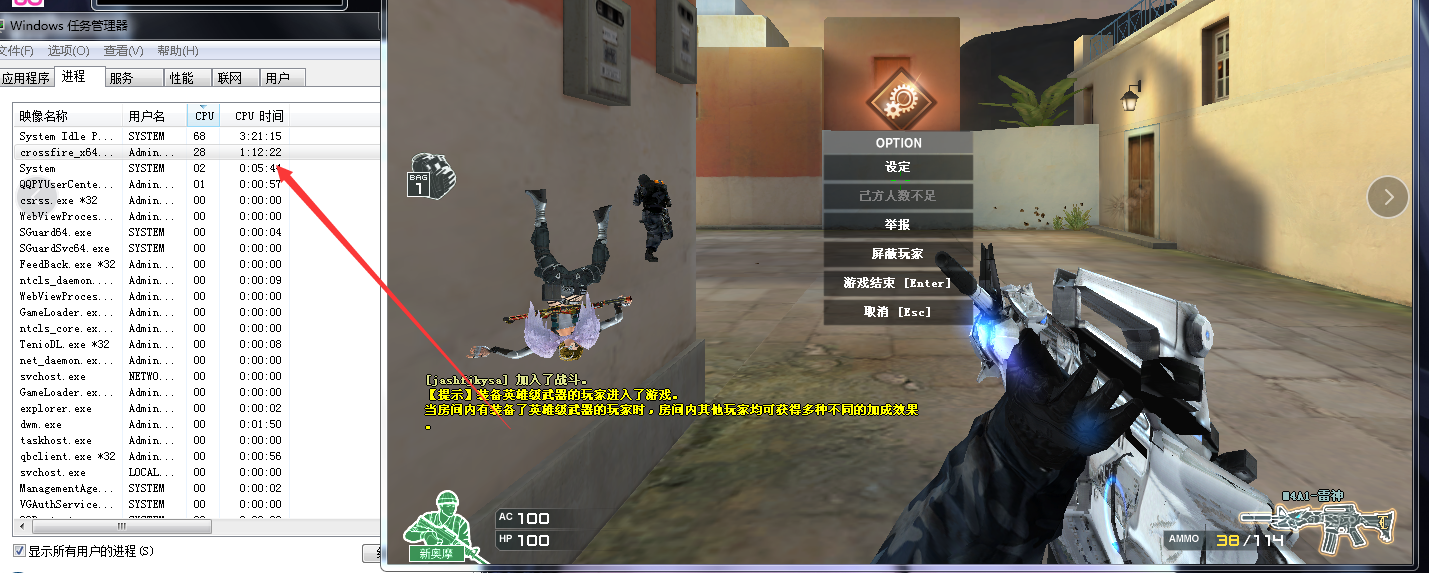 Windows 任务管理器
文件(F) 选项(O) 查看(V) 帮助(H)
应用程序 进程 服务 性能 联网 用户
映像名称 用户名 CPU CPU 时间
System Idle P... SYSTEM 68 3:21:15
crossfire_x64... Admin... 28 1:12:22
System SYSTEM 02 0:05:4
QQPYUserCente... Admin... 01 0:00:57
csrss.exe *32 Admin... 00 0:00:00
WebViewProces... Admin... 00 0:00:00
SGuard64.exe SYSTEM 00 0:00:04
SGuardSvc64.exe SYSTEM 00 0:00:00
FeedBack.exe *32 Admin... 00 0:00:00
ntcls_daemon.... Admin... 00 0:00:09
WebViewProces... Admin... 00 0:00:00
GameLoader.ex... Admin... 00 0:00:00
ntcls_core.ex... Admin... 00 0:00:00
TenioDL.exe *32 Admin... 00 0:00:08
net_daemon.ex... Admin... 00 0:00:00
svchost.exe NETWO... 00 0:00:00
GameLoader.ex... Admin... 00 0:00:00
explorer.exe Admin... 00 0:00:02
dwm.exe Admin... 00 0:01:50
taskhost.exe Admin... 00 0:00:00
qbclient.exe *32 Admin... 00 0:00:56
svchost.exe LOCAL... 00 0:00:00
ManagementAge... SYSTEM 00 0:00:02
VGAuthService... SYSTEM 00 0:00:00
显示所有用户的进程(S)
BAG
1
OPTION
设定
己方人数不足
举报
屏蔽玩家
游戏结束 [Enter]
取消 [Esc]
[jashfjkysa] 加入了战斗。
【提示】装备英雄级武器的玩家进入了游戏。
当房间内有装备了英雄级武器的玩家时，房间内其他玩家均可获得多种不同的加成效果
。
新奥摩
AC 100
HP 100
M4A1-雷神
AMMO 38/114